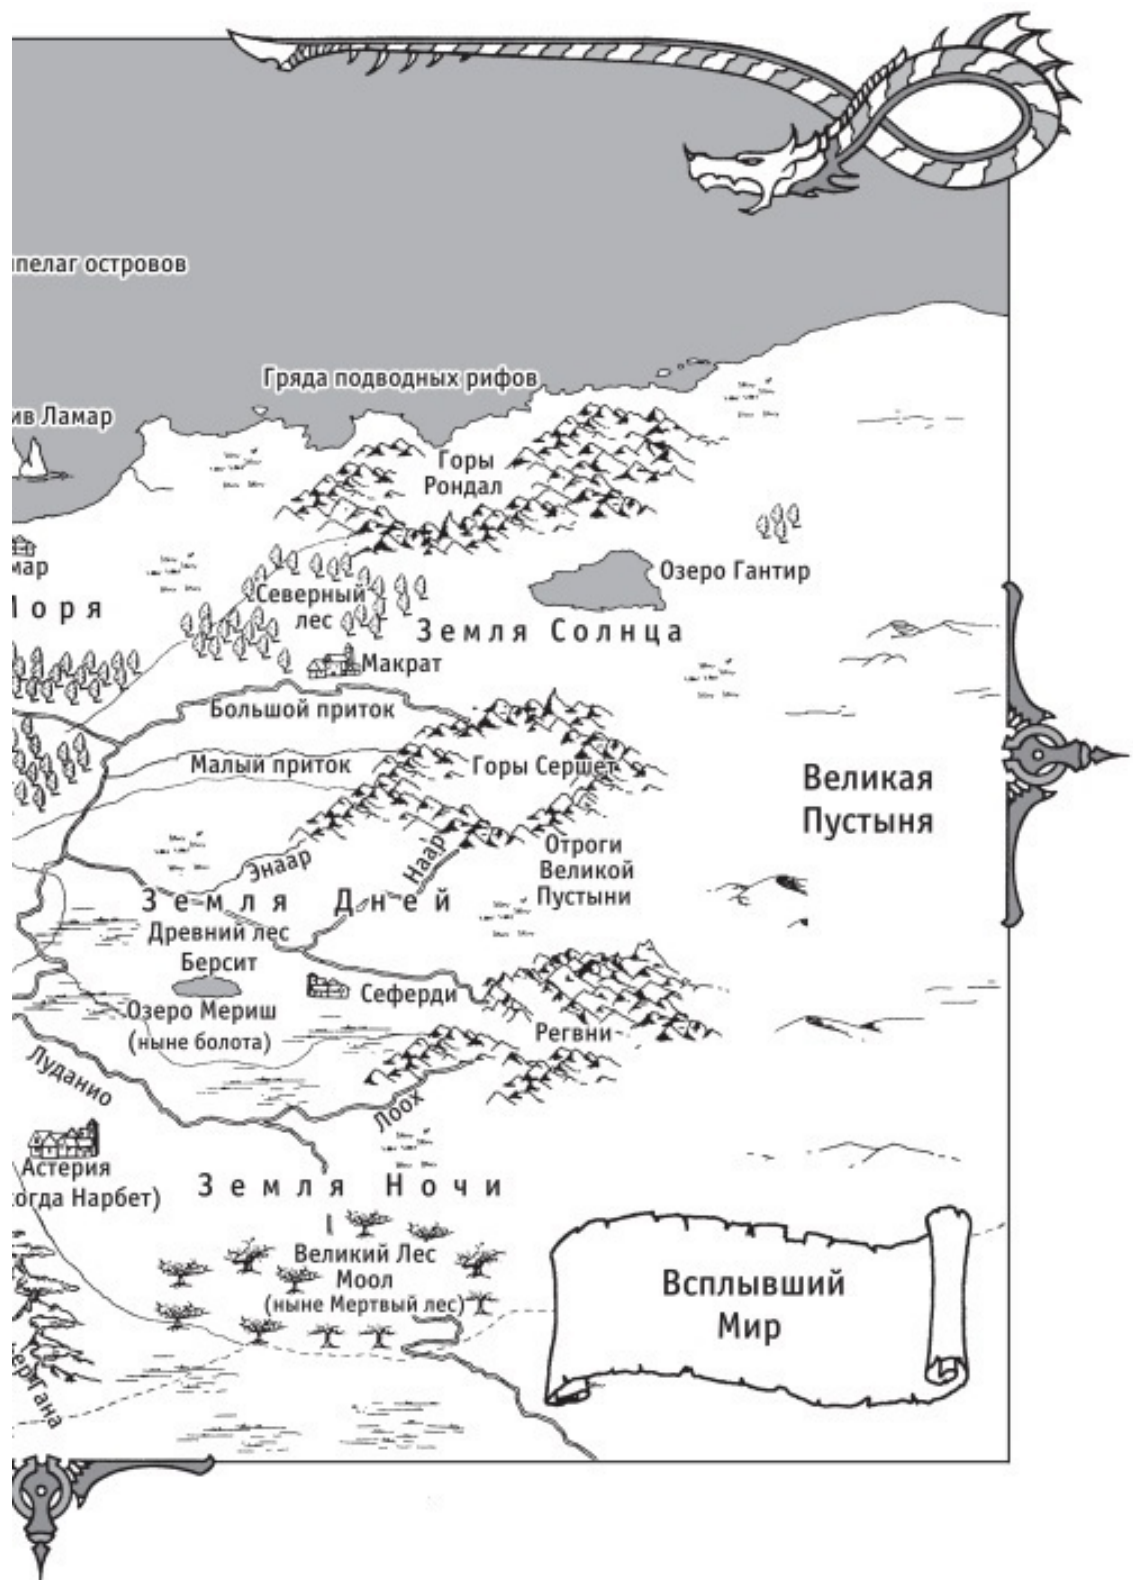 пелаг островов
Гряда подводных рифов
ив Ламар
Горы
Рондал
мар
Озеро Гантир
Моря
Северный
лес
Земля Солнца
Макрат
Большой приток
Малый приток
Горы Сершет
Великая
Пустыня
Энаар
Наар
Отроги
Великой
Пустыни
Земля Дней
Древний лес
Берсит
Сеферди
Озеро Мериш
(ныне болота)
Регвни
Луданио
Лоох
Астерия
огда Нарбет)
Земля Ночи
Великий Лес
Моол
(ныне Мертвый лес)
Всплывший
Мир
ер Гана